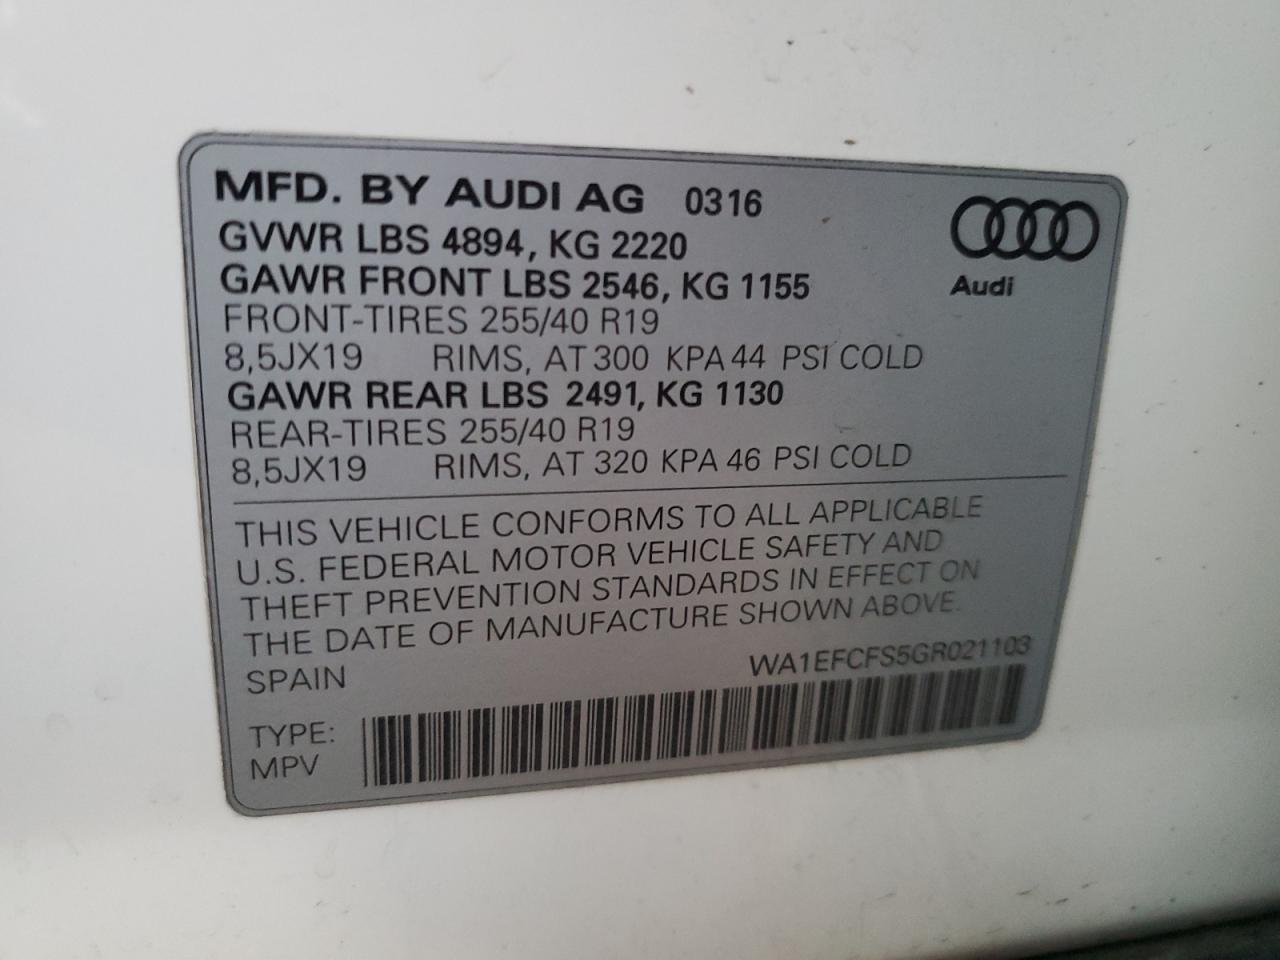 MFD. BY AUDI AG 0316
GVWR LBS 4894, KG 2220
GAWR FRONT LBS 2546, KG 1155
Audi
FRONT-TIRES 255/40 R19
8,5JX19 RIMS, AT 300 KPA 44 PSI COLD
GAWR REAR LBS 2491, KG 1130
REAR-TIRES 255/40 R19
8,5JX19 RIMS, AT 320 KPA 46 PSI COLD
THIS VEHICLE CONFORMS TO ALL APPLICABLE
U.S. FEDERAL MOTOR VEHICLE SAFETY AND
THEFT PREVENTION STANDARDS IN EFFECT ON
THE DATE OF MANUFACTURE SHOWN ABOVE.
SPAIN WA1EFCFS5GR021103
TYPE:
MPV